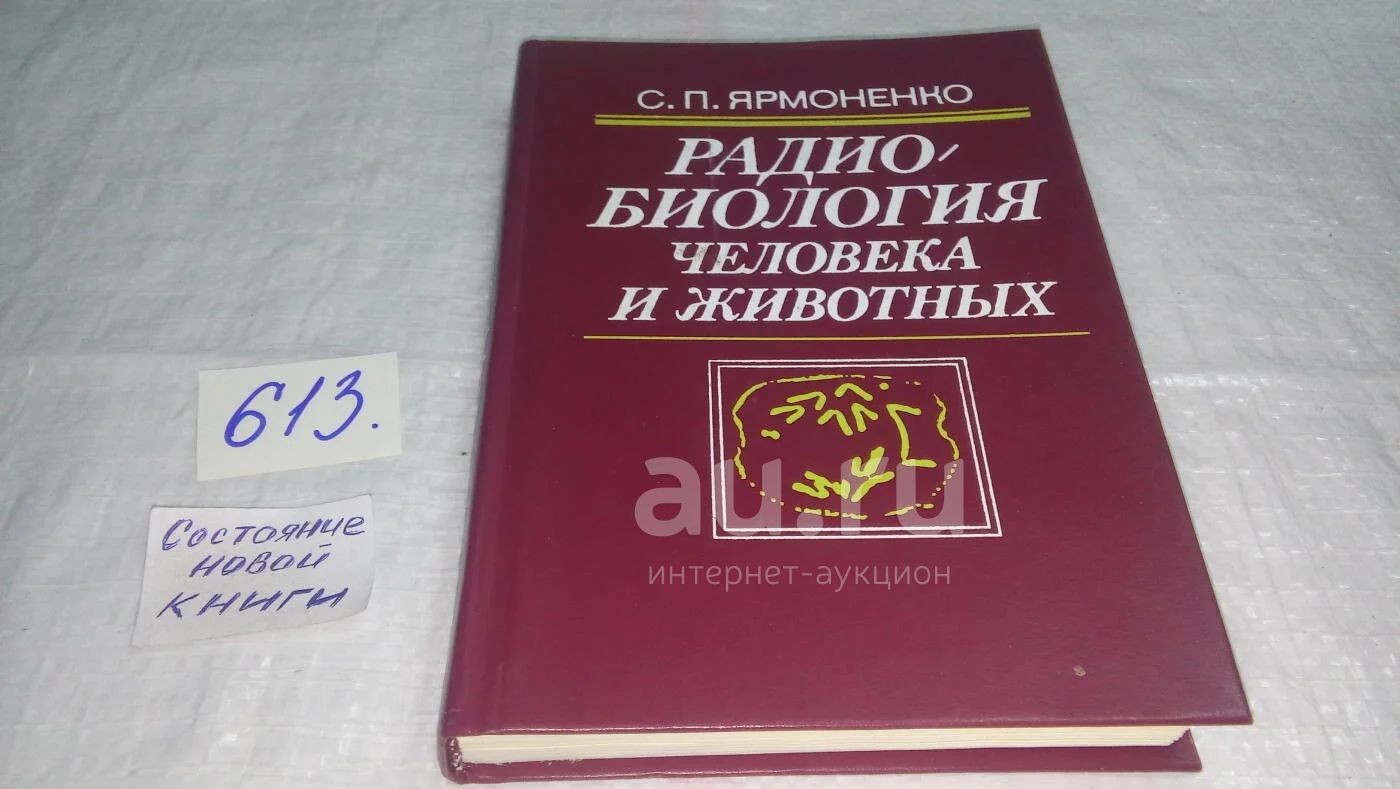 С. П. ЯРМОНЕНКО
РАДИО-
БИОЛОГИЯ
ЧЕЛОВЕКА
И ЖИВОТНЫХ
613.
Состояние
новой
книги
au.ru
интернет-аукцион